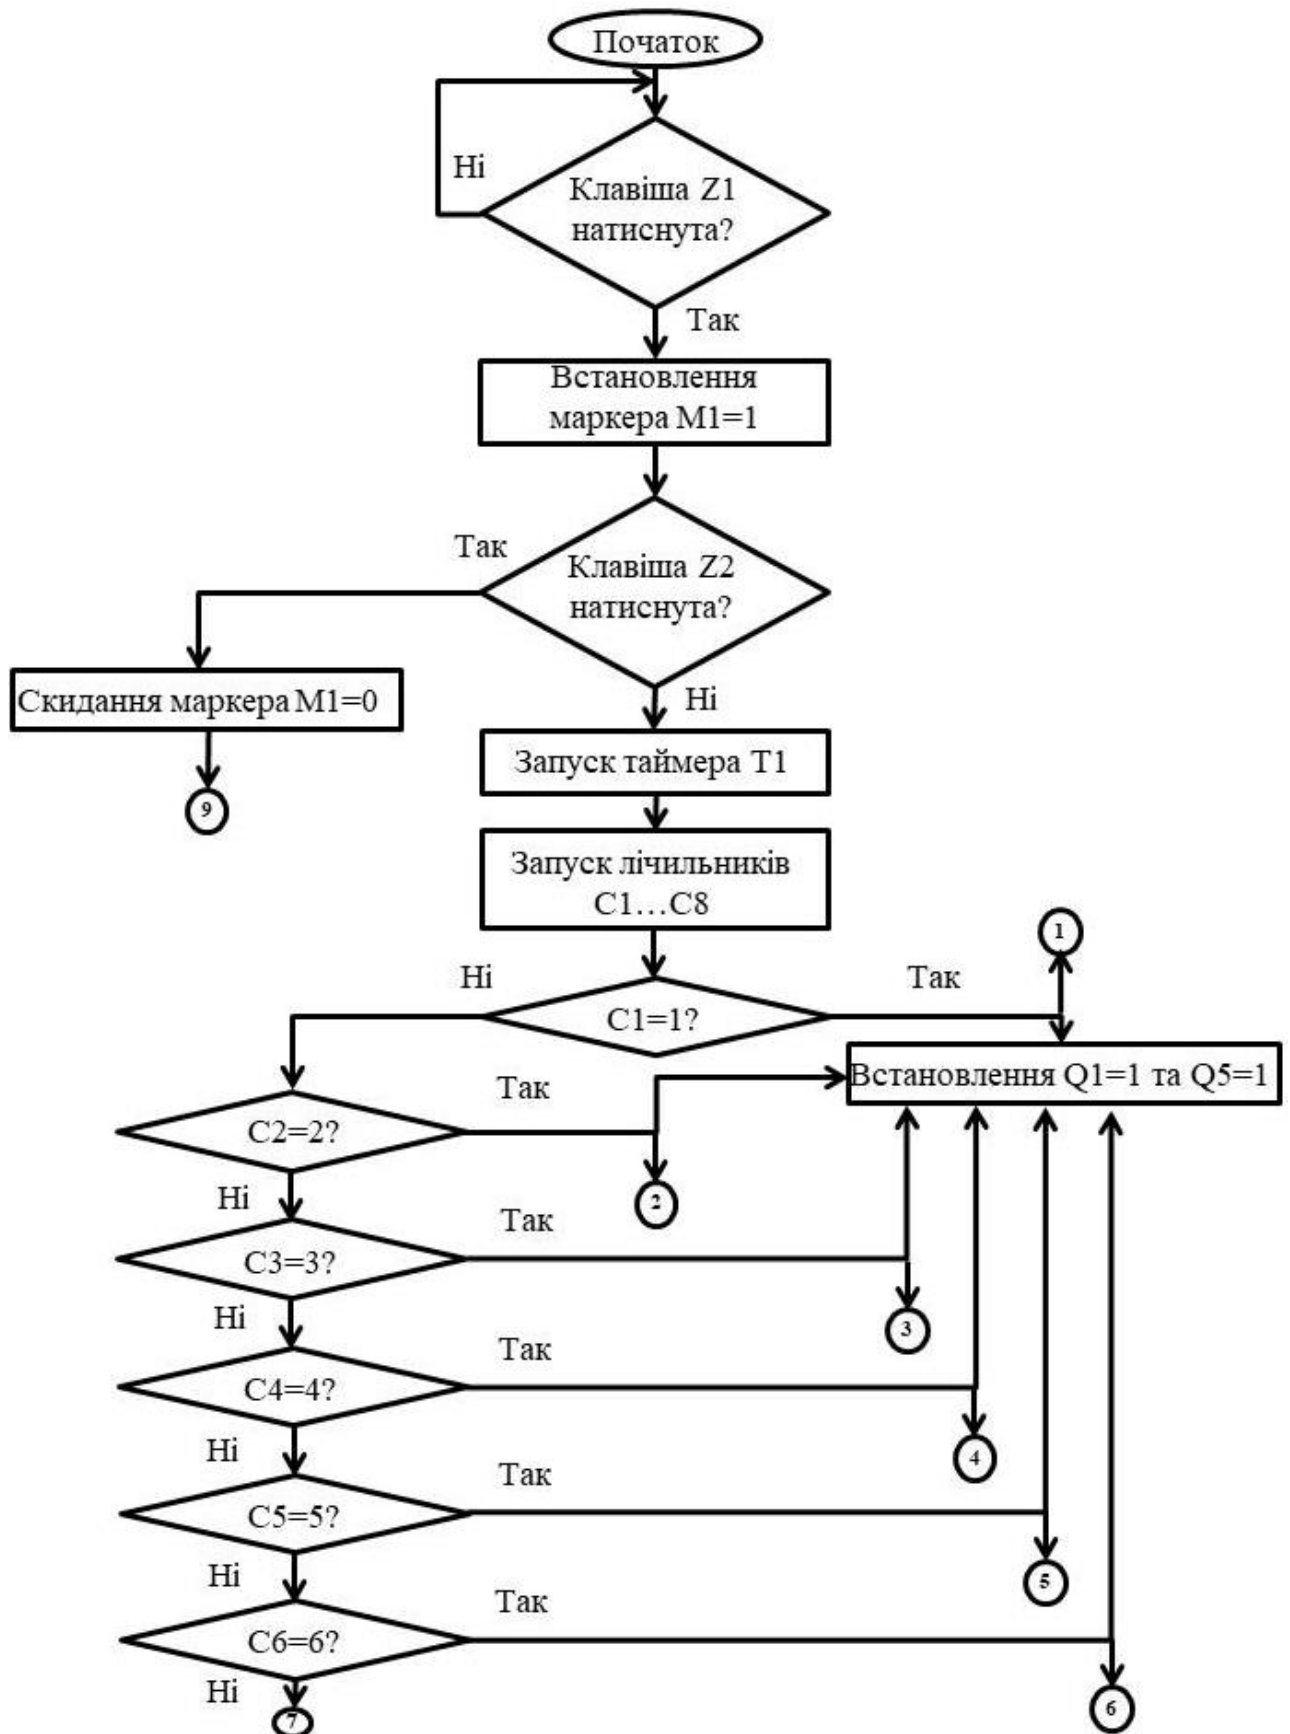 Початок
Ні
Клавіша Z1
натиснута?
Так
Встановлення
маркера M1=1
Так
Клавіша Z2
натиснута?
Скидання маркера M1=0
Ні
9
Запуск таймера Т1
Запуск лічильників
С1...С8
1
Ні
Так
С1=1?
Встановлення Q1=1 та Q5=1
Так
С2=2?
Ні
2
Так
С3=3?
Ні
3
Так
С4=4?
Ні
4
Так
С5=5?
Ні
5
Так
С6=6?
Ні
6
7